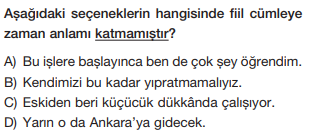 Aşağıdaki seçeneklerin hangisinde fiil cümleye
zaman anlamı katmamıştır?
A) Bu işlere başlayınca ben de çok şey öğrendim.
B) Kendimizi bu kadar yıpratmamalıyız.
C) Eskiden beri küçücük dükkânda çalışıyor.
D) Yarın o da Ankara'ya gidecek.